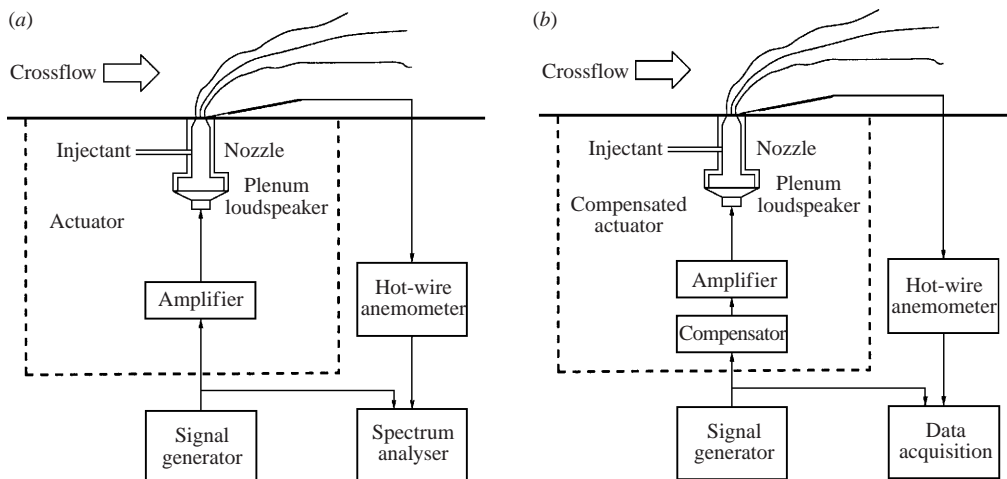 (a)
Crossflow
Injectant
Nozzle
Plenum
loudspeaker
Actuator
Amplifier
Hot-wire
anemometer
Signal
generator
Spectrum
analyser
(b)
Crossflow
Injectant
Nozzle
Plenum
loudspeaker
Compensated
actuator
Amplifier
Compensator
Hot-wire
anemometer
Signal
generator
Data
acquisition